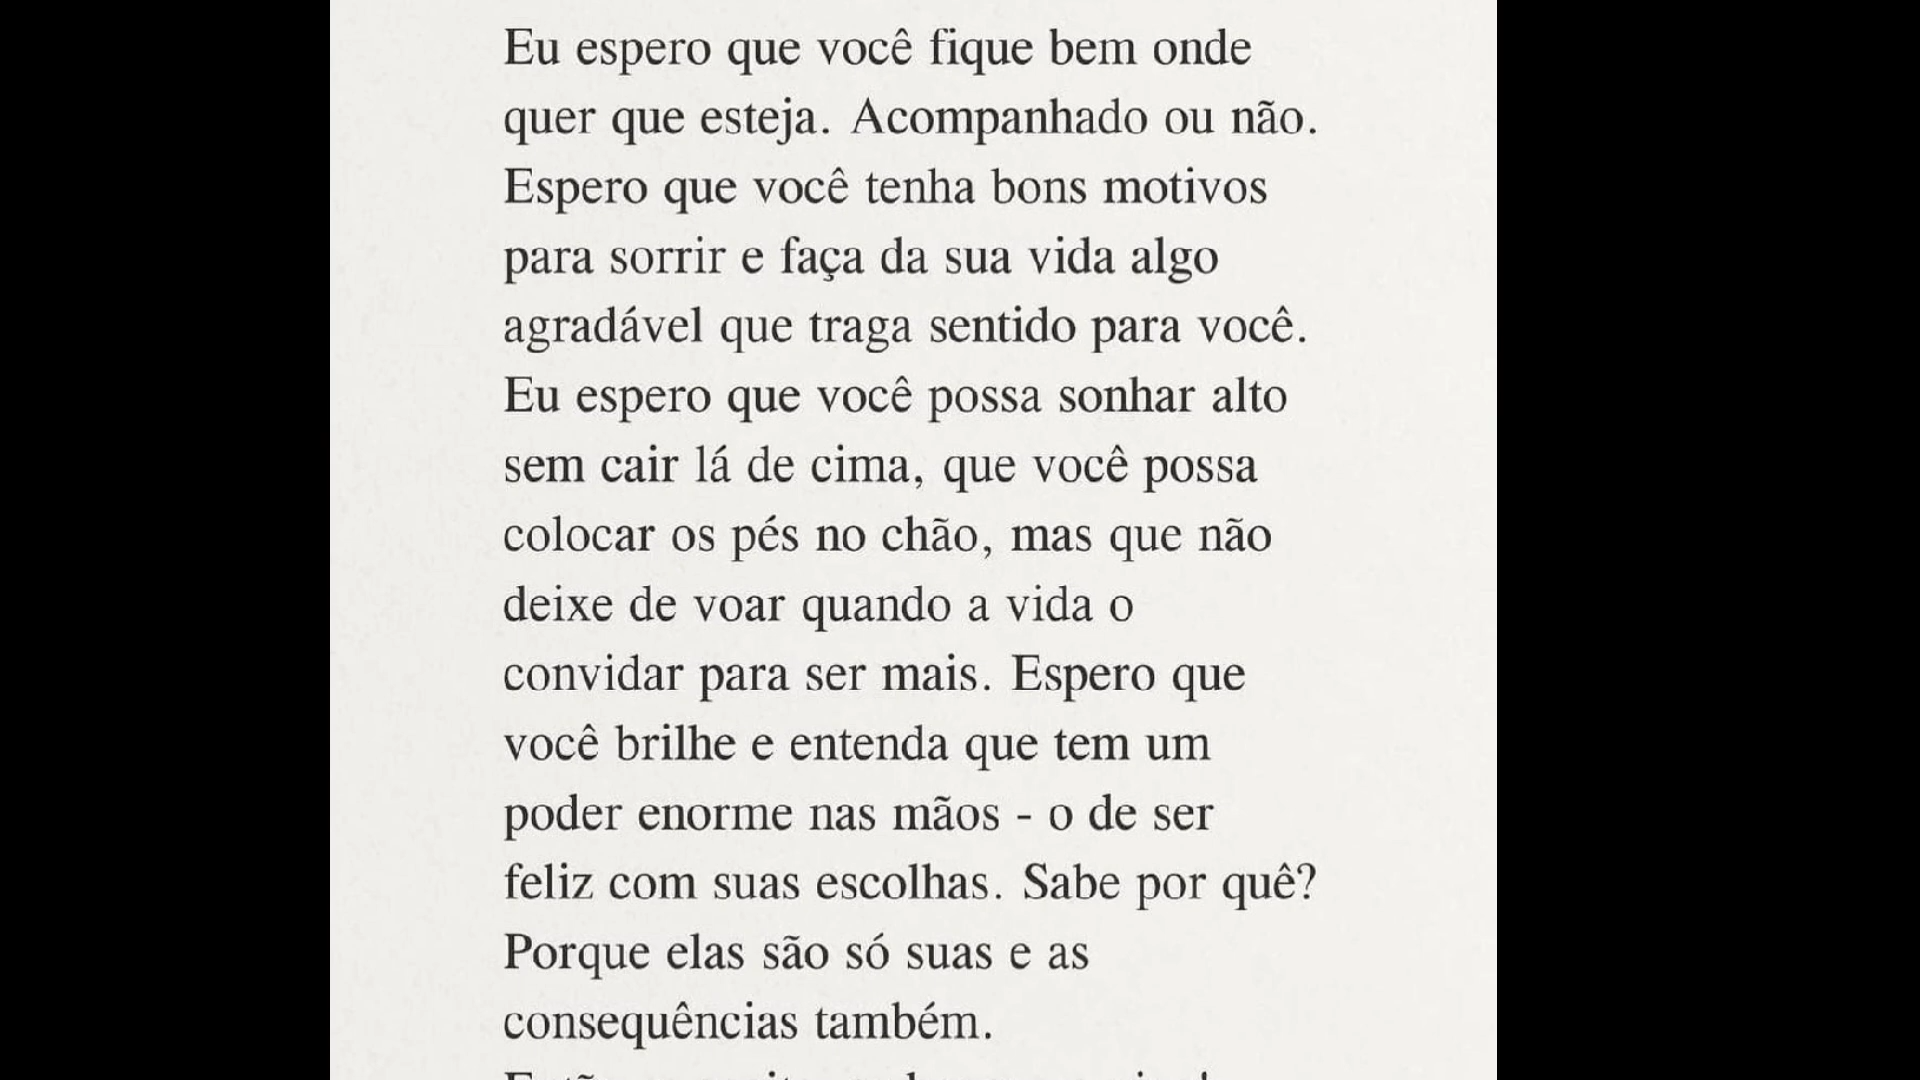 Eu espero que você fique bem onde
quer que esteja. Acompanhado ou não.
Espero que você tenha bons motivos
para sorrir e faça da sua vida algo
agradável que traga sentido para você.
Eu espero que você possa sonhar alto
sem cair lá de cima, que você possa
colocar os pés no chão, mas que não
deixe de voar quando a vida o
convidar para ser mais. Espero que
você brilhe e entenda que tem um
poder enorme nas mãos - o de ser
feliz com suas escolhas. Sabe por quê?
Porque elas são só suas e as
consequências também.